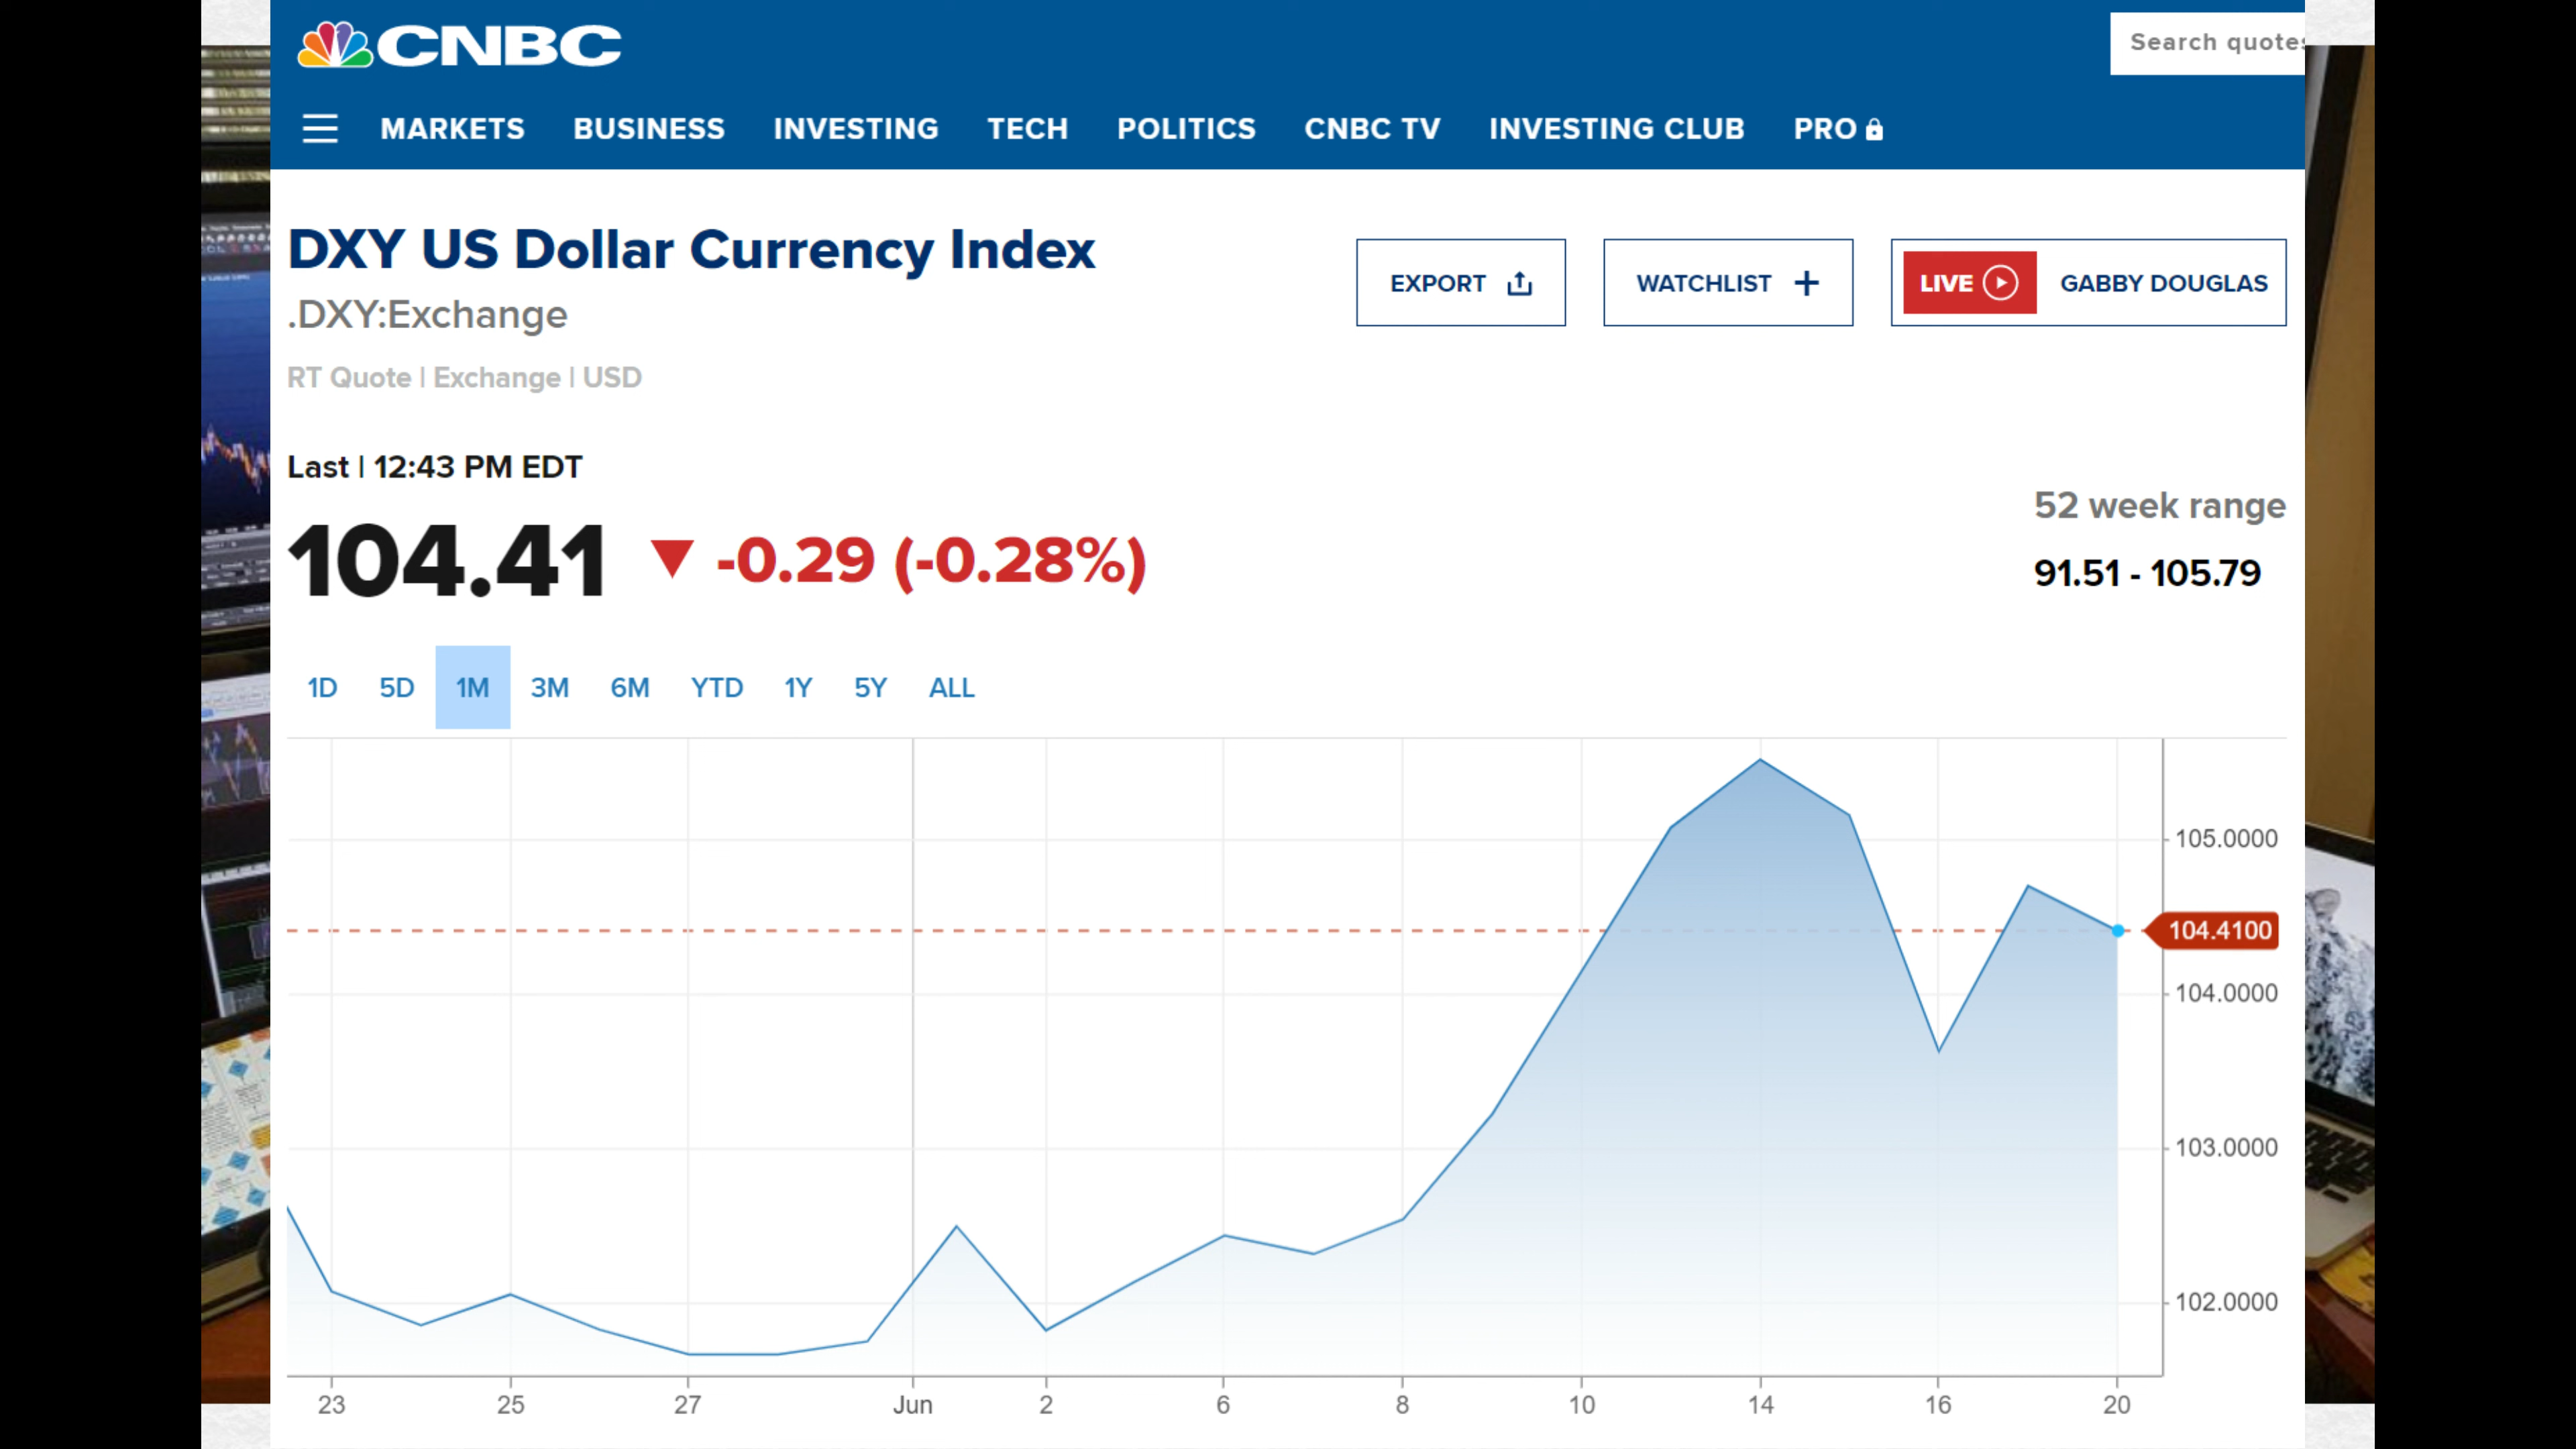 CNBC
Search quotes
MARKETS BUSINESS INVESTING TECH POLITICS CNBC TV INVESTING CLUB PRO
DXY US Dollar Currency Index
.DXY:Exchange
RT Quote | Exchange | USD
EXPORT WATCHLIST + LIVE GABBY DOUGLAS
Last | 12:43 PM EDT
104.41 ▼ -0.29 (-0.28%)
52 week range
91.51 - 105.79
1D 5D 1M 3M 6M YTD 1Y 5Y ALL
105.0000
104.4100
104.0000
103.0000
102.0000
23 25 27 Jun 2 6 8 10 14 16 20